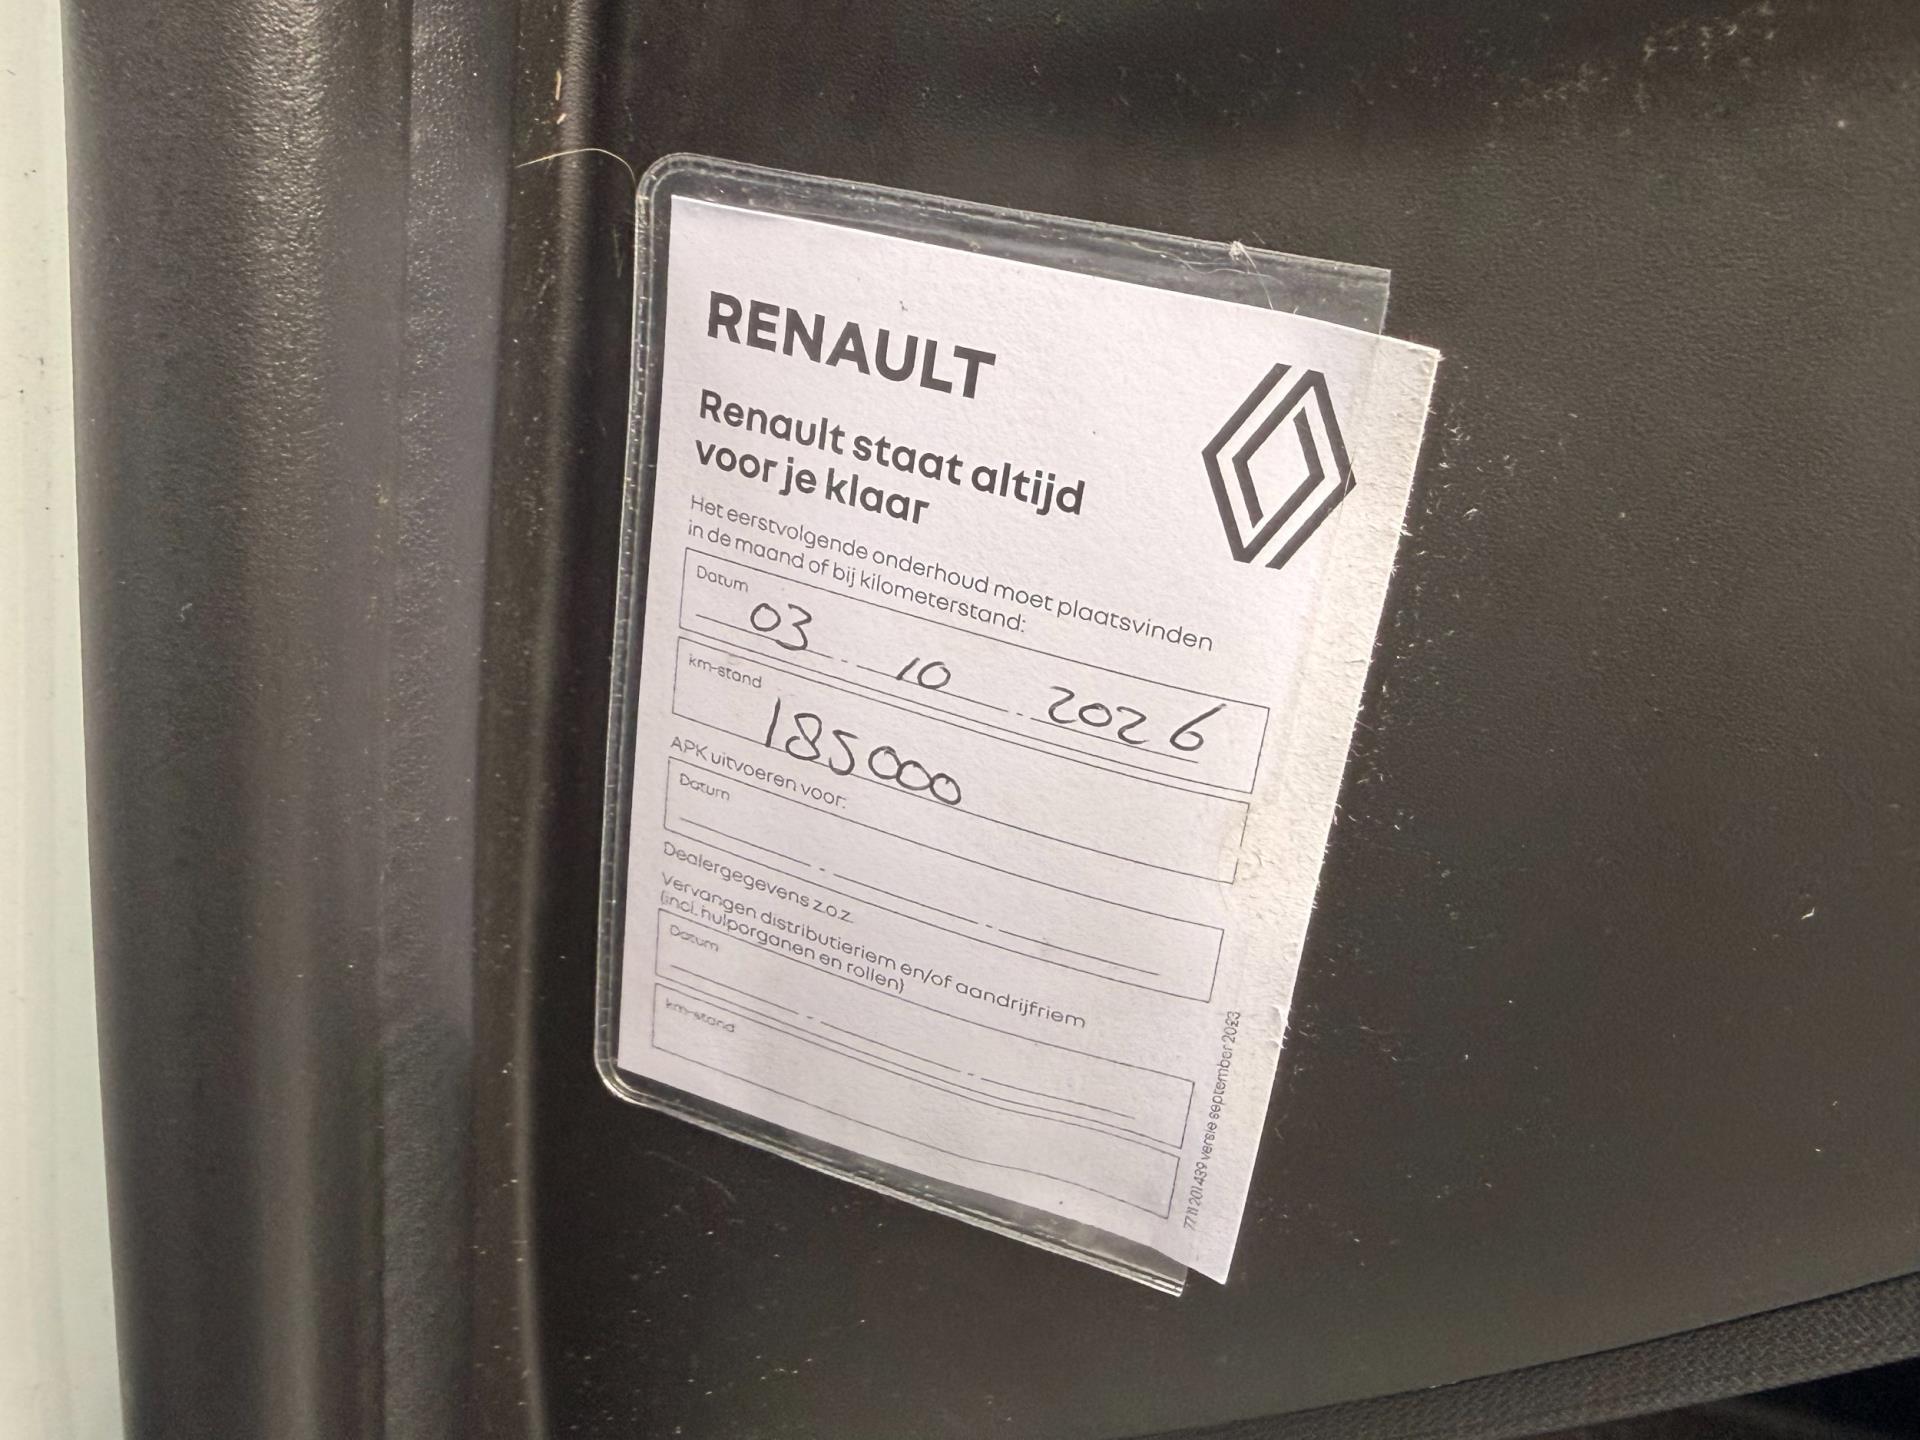 RENAULT
Renault staat altijd
voor je klaar
Het eerstvolgende onderhoud moet plaatsvinden
in de maand of bij kilometerstand:
Datum
03 10 2026
km-stand
185000
APK uitvoeren voor:
Datum
Dealergegevens z.o.z.
Vervangen distributieriem en/of aandrijfriem
(incl. hulporganen en rollen)
Datum
km-stand
77 11 201 439 versie september 2023